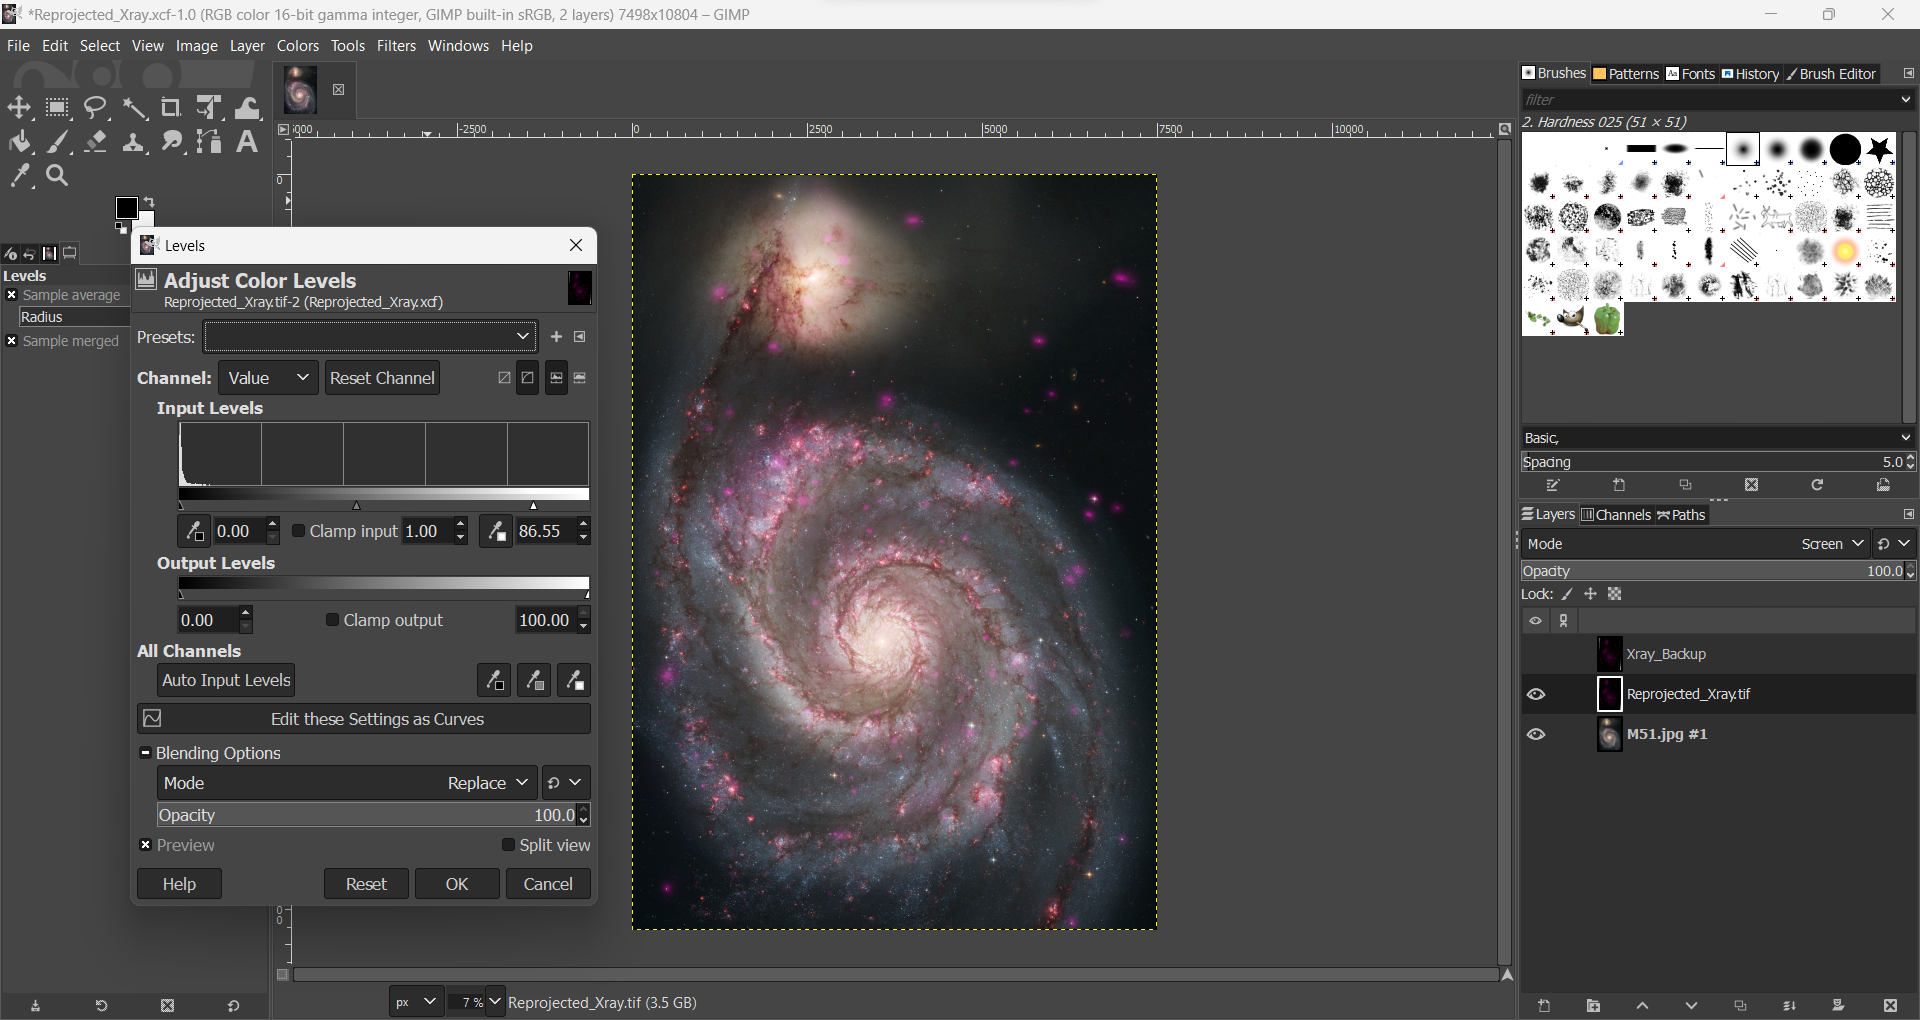 *Reprojected_Xray.xcf-1.0 (RGB color 16-bit gamma integer, GIMP built-in sRGB, 2 layers) 7498x10804 – GIMP
File Edit Select View Image Layer Colors Tools Filters Windows Help
Levels
Sample average
Radius
Sample merged
Levels
Adjust Color Levels
Reprojected_Xray.tif-2 (Reprojected_Xray.xcf)
Presets:
Channel: Value Reset Channel
Input Levels
0.00 Clamp input 1.00 86.55
Output Levels
0.00 Clamp output 100.00
All Channels
Auto Input Levels
Edit these Settings as Curves
Blending Options
Mode Replace
Opacity 100.0
Preview Split view
Help Reset OK Cancel
5000 -2500 0 2500 5000 7500 10000
0
0
0
px 7 % Reprojected_Xray.tif (3.5 GB)
Brushes Patterns Fonts History Brush Editor
filter
2. Hardness 025 (51 × 51)
Basic,
Spacing 5.0
Layers Channels Paths
Mode Screen
Opacity 100.0
Lock:
Xray_Backup
Reprojected_Xray.tif
M51.jpg #1